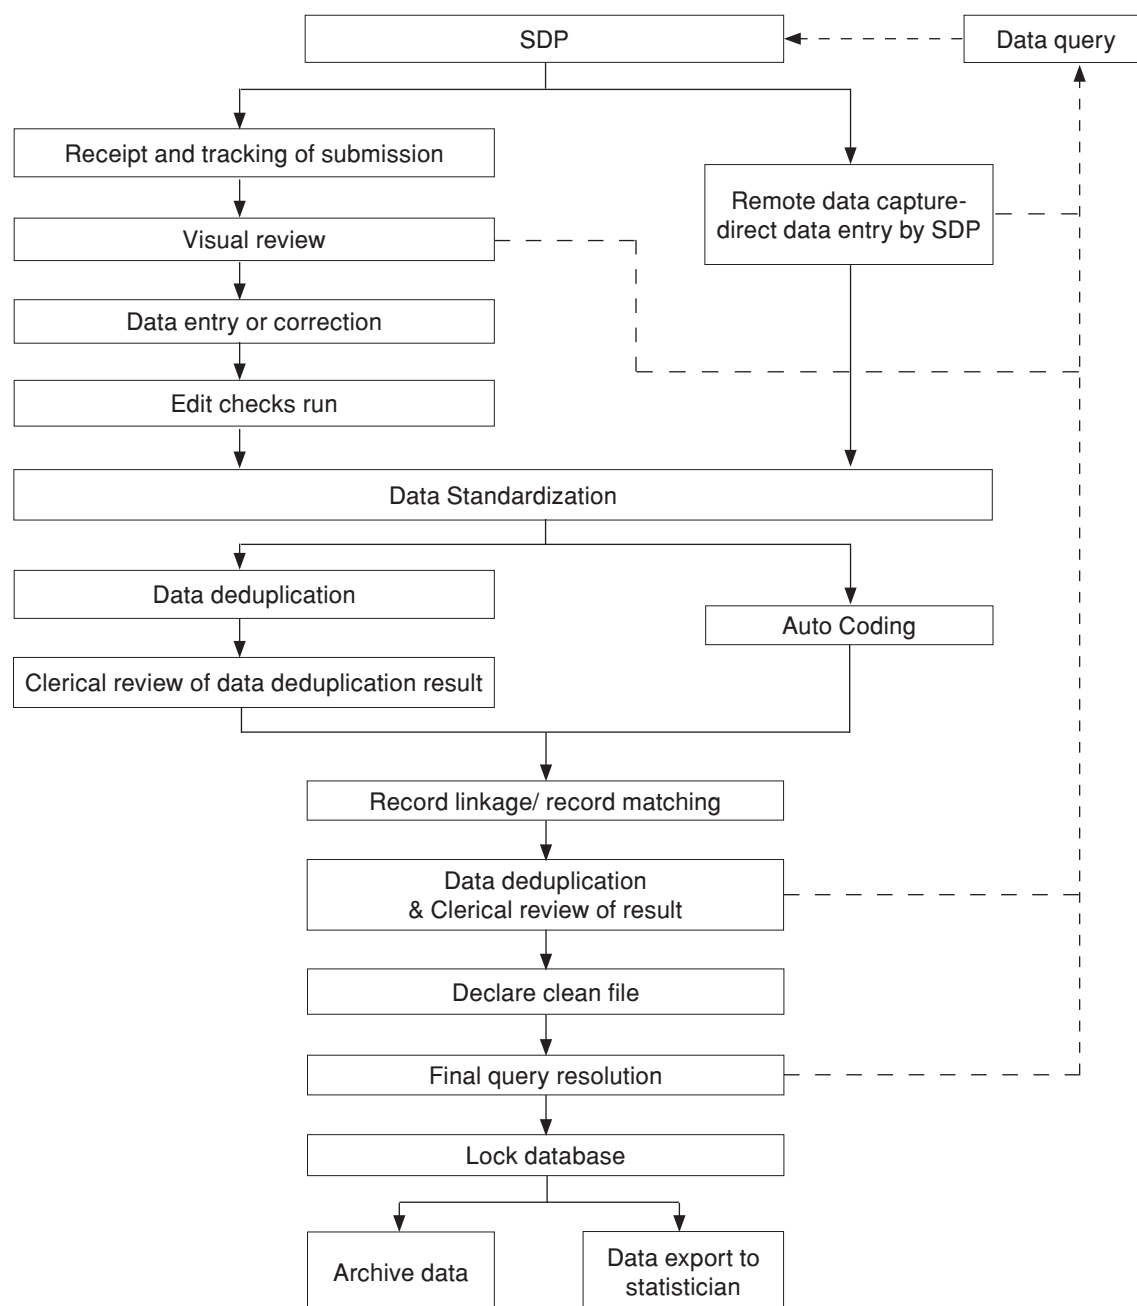 SDP
Data query
Receipt and tracking of submission
Remote data capture-
direct data entry by SDP
Visual review
Data entry or correction
Edit checks run
Data Standardization
Data deduplication
Auto Coding
Clerical review of data deduplication result
Record linkage/ record matching
Data deduplication
& Clerical review of result
Declare clean file
Final query resolution
Lock database
Archive data
Data export to
statistician